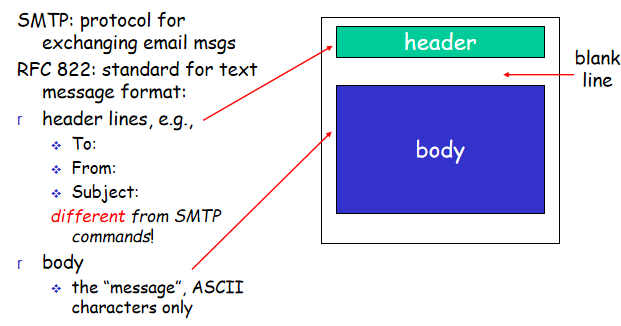 SMTP: protocol for
exchanging email msgs
RFC 822: standard for text
message format:
r header lines, e.g.,
❖ To:
❖ From:
❖ Subject:
different from SMTP
commands!
r body
❖ the “message”, ASCII
characters only
header
blank
line
body